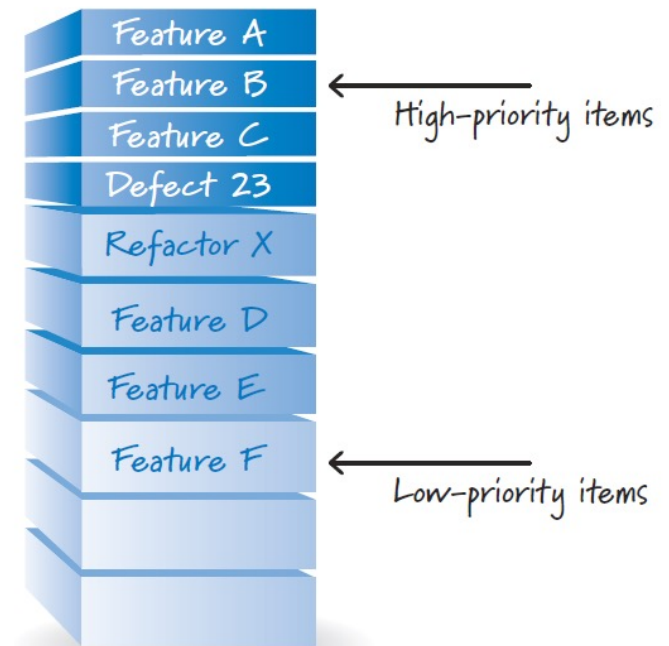 Feature A
Feature B
High-priority items
Feature C
Defect 23
Refactor X
Feature D
Feature E
Feature F
Low-priority items